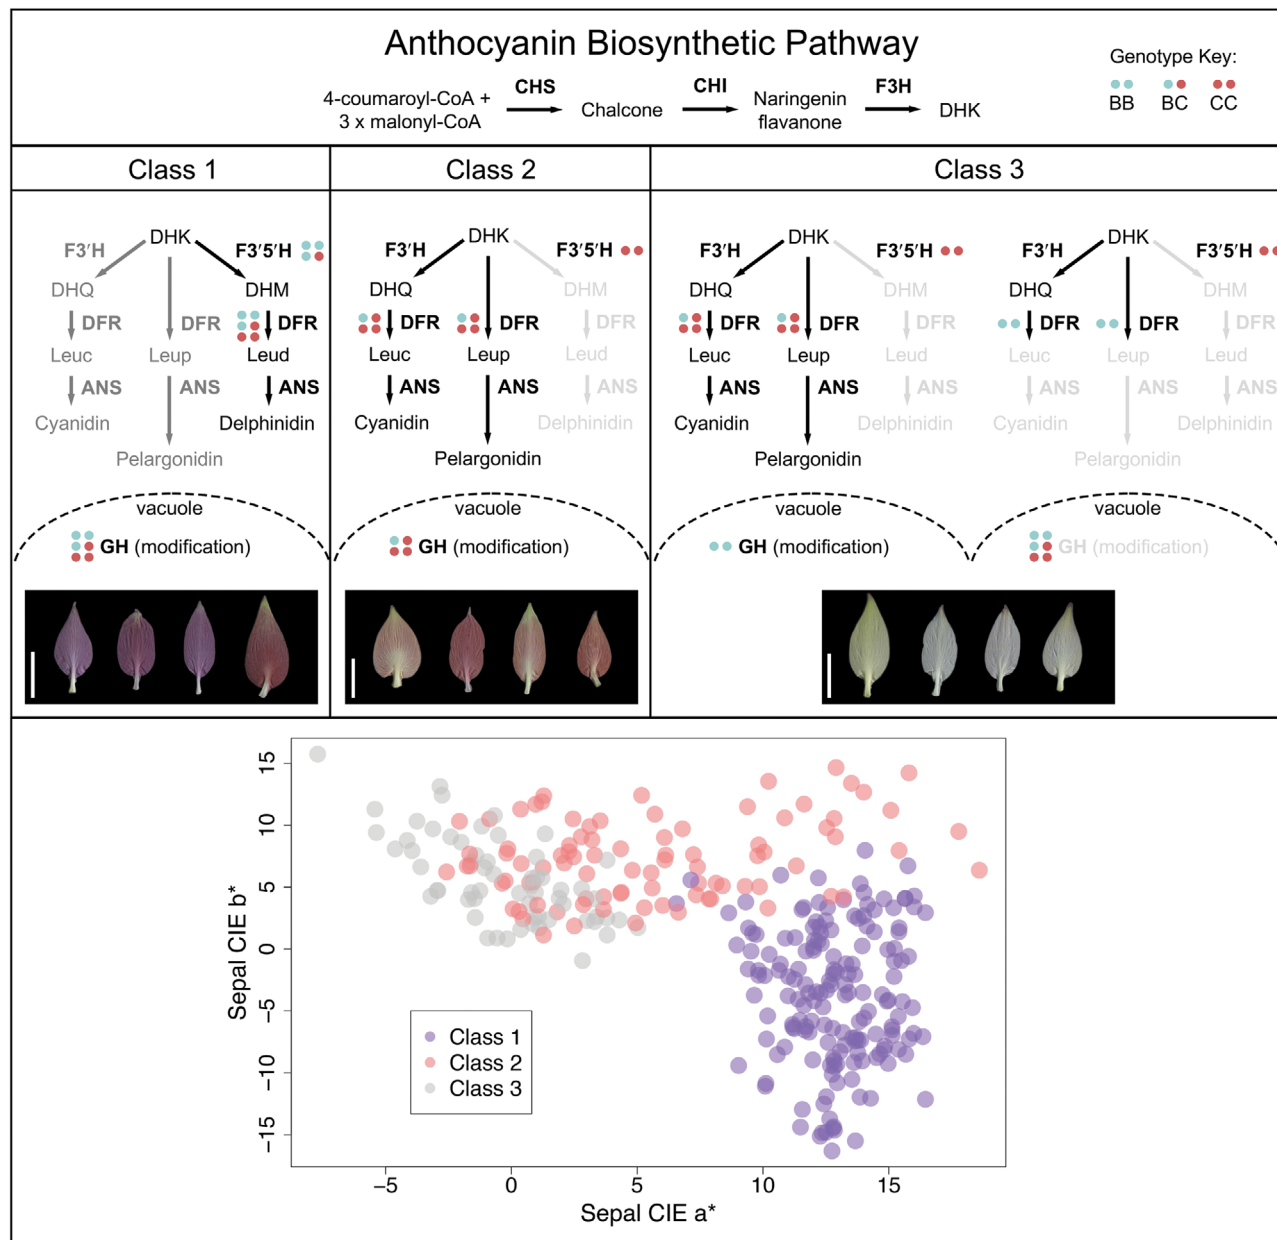 Anthocyanin Biosynthetic Pathway
Genotype Key:
BB BC CC
4-coumaroyl-CoA +
3 x malonyl-CoA
CHS
Chalcone
CHI
Naringenin
flavanone
F3H
DHK
Class 1
Class 2
Class 3
F3'H DHK F3'5'H
DHQ DHM
DFR DFR DFR
Leuc Leup Leud
ANS ANS ANS
Cyanidin Delphinidin
Pelargonidin
vacuole
GH (modification)
F3'H DHK F3'5'H
DHQ DHM
DFR DFR DFR
Leuc Leup Leud
ANS ANS ANS
Cyanidin Delphinidin
Pelargonidin
vacuole
GH (modification)
F3'H DHK F3'5'H
DHQ DHM
DFR DFR DFR
Leuc Leup Leud
ANS ANS ANS
Cyanidin Delphinidin
Pelargonidin
vacuole
GH (modification)
F3'H DHK F3'5'H
DHQ DHM
DFR DFR DFR
Leuc Leup Leud
ANS ANS ANS
Cyanidin Delphinidin
Pelargonidin
vacuole
GH (modification)
Sepal CIE b*
15
10
5
0
−5
−10
−15
Class 1
Class 2
Class 3
−5 0 5 10 15
Sepal CIE a*